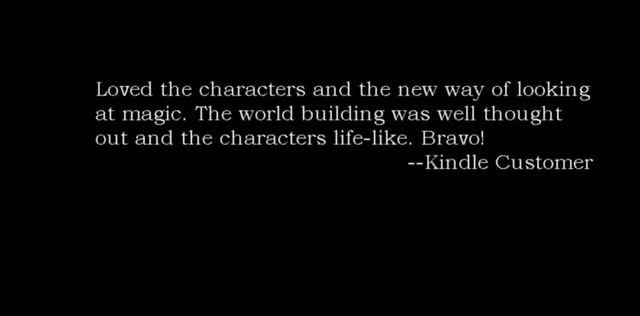 Loved the characters and the new way of looking
at magic. The world building was well thought
out and the characters life-like. Bravo!
--Kindle Customer